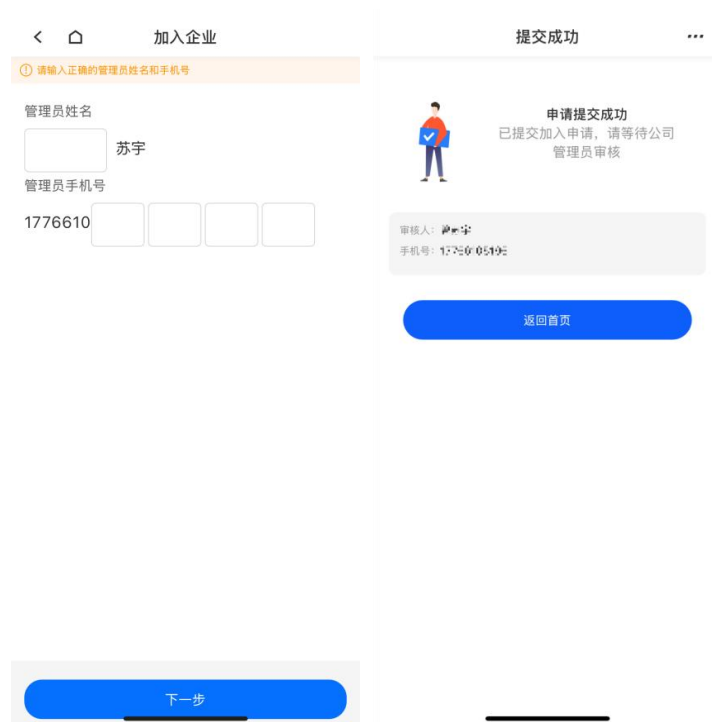 加入企业
请输入正确的管理员姓名和手机号
管理员姓名
苏宇
管理员手机号
1776610
下一步
提交成功
申请提交成功
已提交加入申请，请等待公司
管理员审核
审核人：
手机号：
返回首页